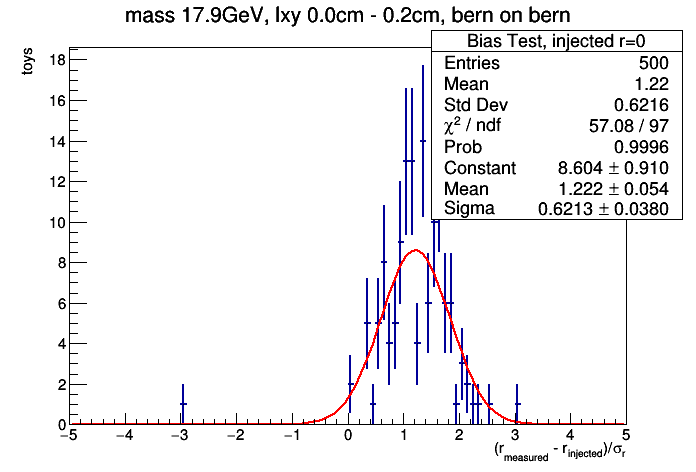 mass 17.9GeV, lxy 0.0cm - 0.2cm, bern on bern
Bias Test, injected r=0
Entries 500
Mean 1.22
Std Dev 0.6216
χ² / ndf 57.08 / 97
Prob 0.9996
Constant 8.604 ± 0.910
Mean 1.222 ± 0.054
Sigma 0.6213 ± 0.0380
toys
18
16
14
12
10
8
6
4
2
0
−5 −4 −3 −2 −1 0 1 2 3 4 5
(r_measured - r_injected)/σ_r